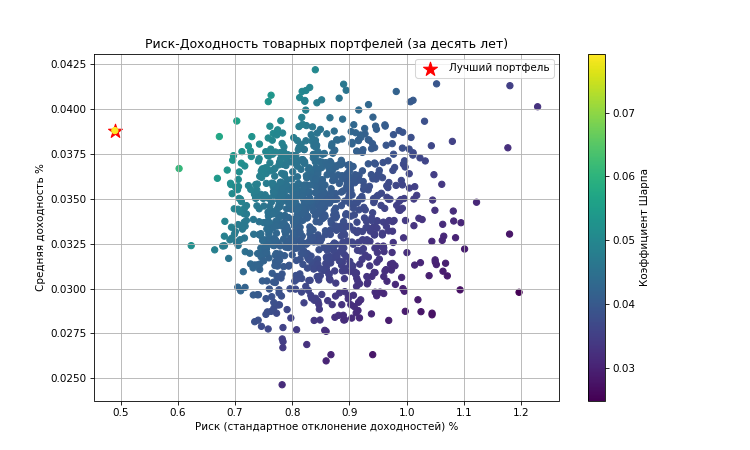 Риск-Доходность товарных портфелей (за десять лет)
Лучший портфель
0.0425
0.0400
0.0375
0.0350
0.0325
0.0300
0.0275
0.0250
Средняя доходность %
0.5 0.6 0.7 0.8 0.9 1.0 1.1 1.2
Риск (стандартное отклонение доходностей) %
0.07
0.06
0.05
0.04
0.03
Коэффициент Шарпа